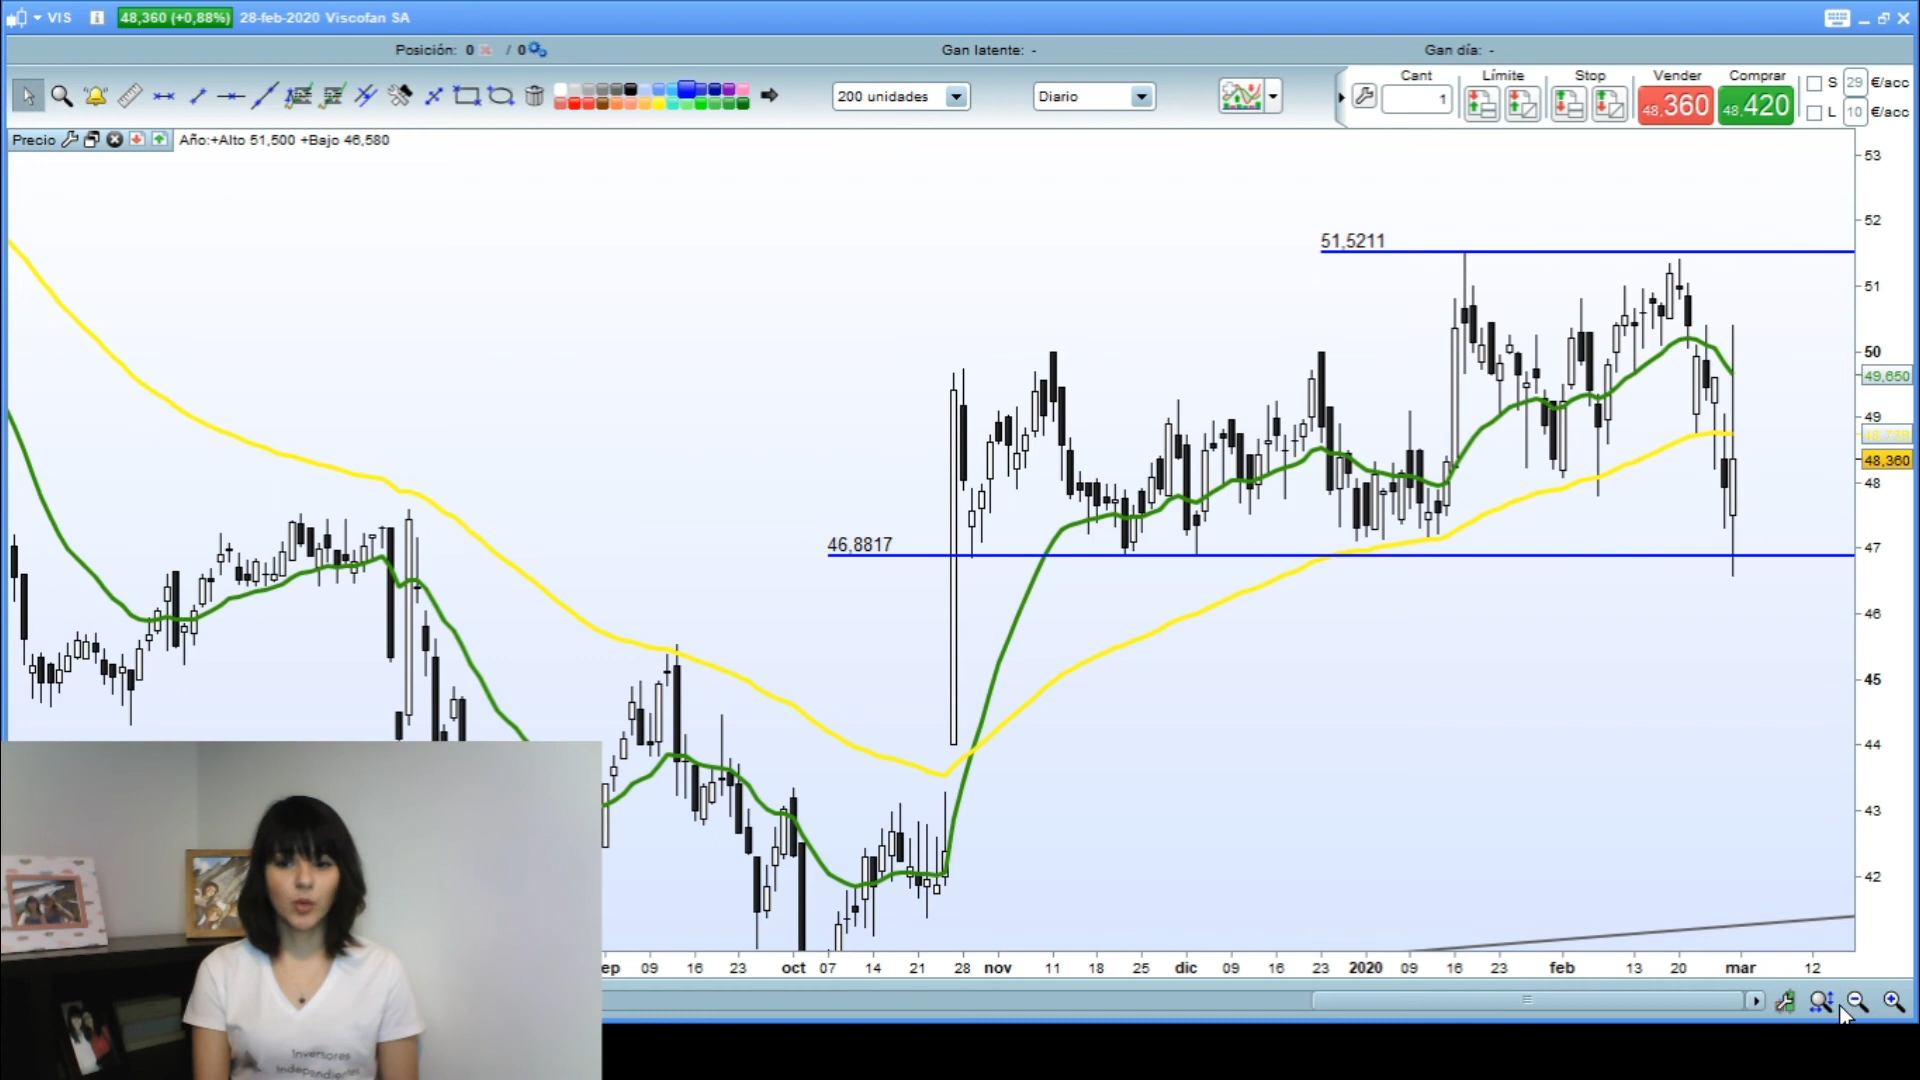 VIS 48,360 (+0,88%) 28-feb-2020 Viscofan SA
Posición: 0 / 0 Gan latente: - Gan día: -
200 unidades Diario
Cant Límite Stop Vender Comprar
1 48,360 48,420
S 29 €/acc
L 10 €/acc
Precio Año:+Alto 51,500 +Bajo 46,580
53
52
51,5211
51
50
49,650
49
48,360
48
47
46,8817
46
45
44
43
42
ep 09 16 23 oct 07 14 21 28 nov 11 18 25 dic 09 16 23 2020 09 16 23 feb 13 20 mar 12
Inversores
Independientes